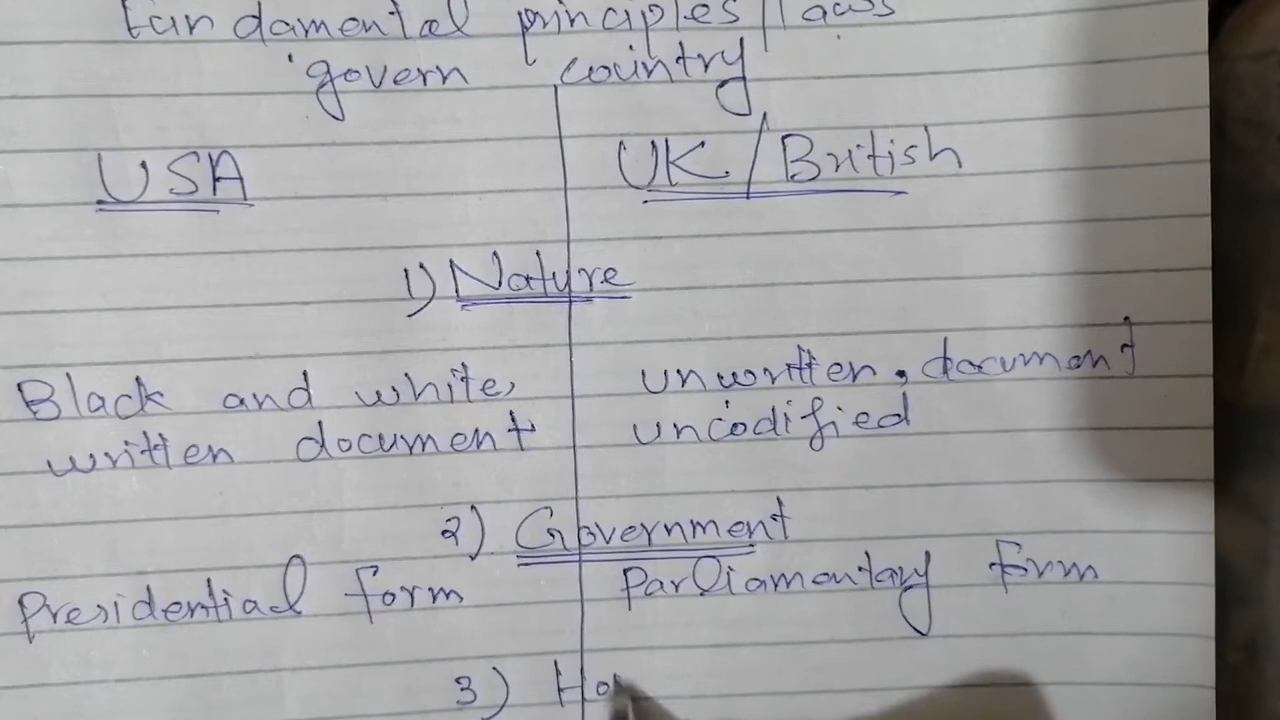 Fundamental principles/laws
govern country
USA UK/British
1) Nature
Black and white, unwritten, document
written document uncodified
2) Government
Presidential form Parliamentary form
3) Ho